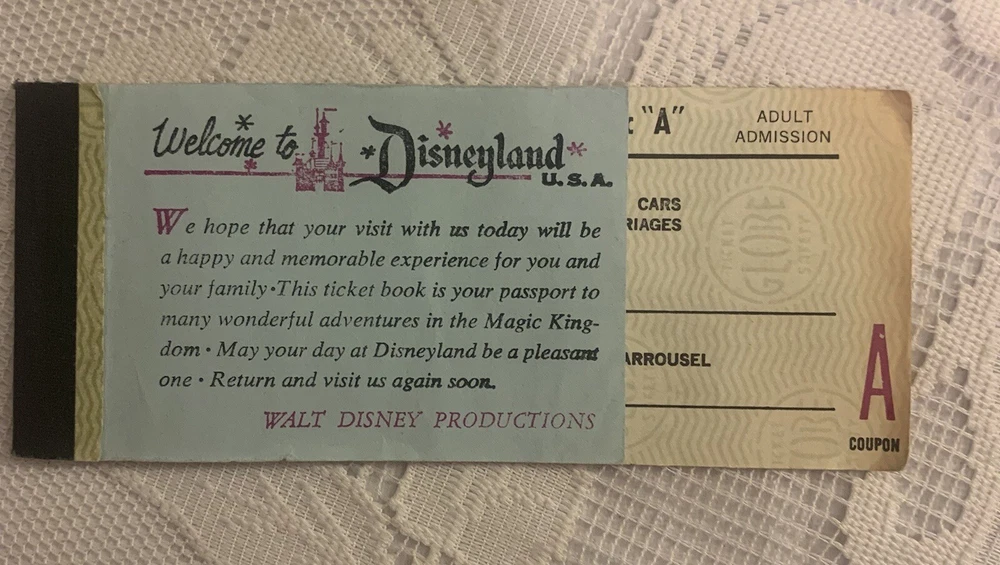 Welcome to Disneyland
U.S.A.
We hope that your visit with us today will be
a happy and memorable experience for you and
your family • This ticket book is your passport to
many wonderful adventures in the Magic King-
dom • May your day at Disneyland be a pleasant
one • Return and visit us again soon.
WALT DISNEY PRODUCTIONS
"A"
ADULT
ADMISSION
CARS
RIAGES
ARROUSEL
GLOBE
A
COUPON